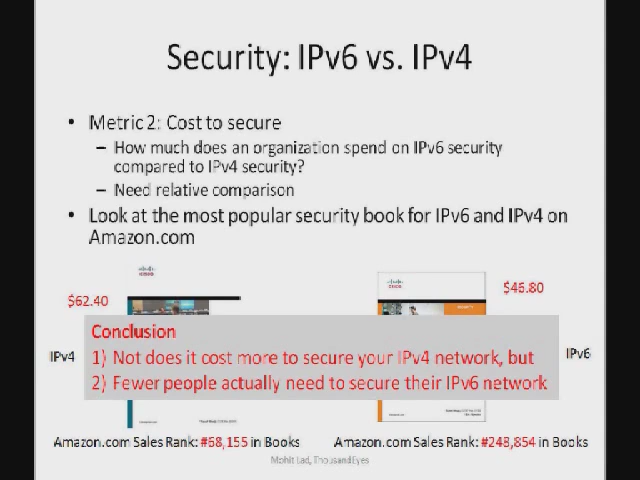 Security: IPv6 vs. IPv4
• Metric 2: Cost to secure
– How much does an organization spend on IPv6 security
compared to IPv4 security?
– Need relative comparison
• Look at the most popular security book for IPv6 and IPv4 on
Amazon.com
$62.40
CISCO
CISCO
SECURITY
$46.80
IPv4
Conclusion
1) Not does it cost more to secure your IPv4 network, but
2) Fewer people actually need to secure their IPv6 network
IPv6
Amazon.com Sales Rank: #68,155 in Books
Amazon.com Sales Rank: #248,854 in Books
Mohit Lad, ThousandEyes